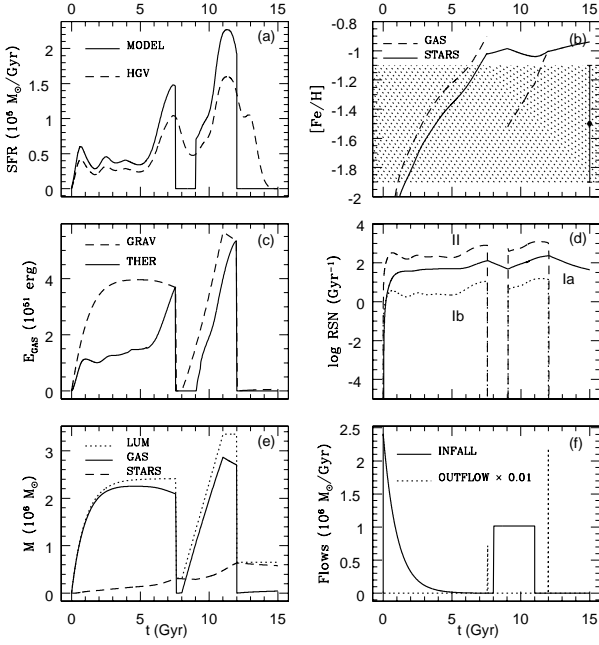 0 5 10 15
0 5 10 15
SFR (10⁵ M☉/Gyr)
2
1.5
1
0.5
0
MODEL
HGV
(a)
[Fe/H]
-0.8
-1
-1.2
-1.4
-1.6
-1.8
-2
GAS
STARS
(b)
E_GAS (10⁵¹ erg)
4
2
0
GRAV
THER
(c)
log RSN (Gyr⁻¹)
4
2
0
-2
-4
II
Ia
Ib
(d)
M (10⁶ M☉)
3
2
1
0
LUM
GAS
STARS
(e)
Flows (10⁶ M☉/Gyr)
2.5
2
1.5
1
0.5
0
INFALL
OUTFLOW × 0.01
(f)
0 5 10 15
t (Gyr)
0 5 10 15
t (Gyr)